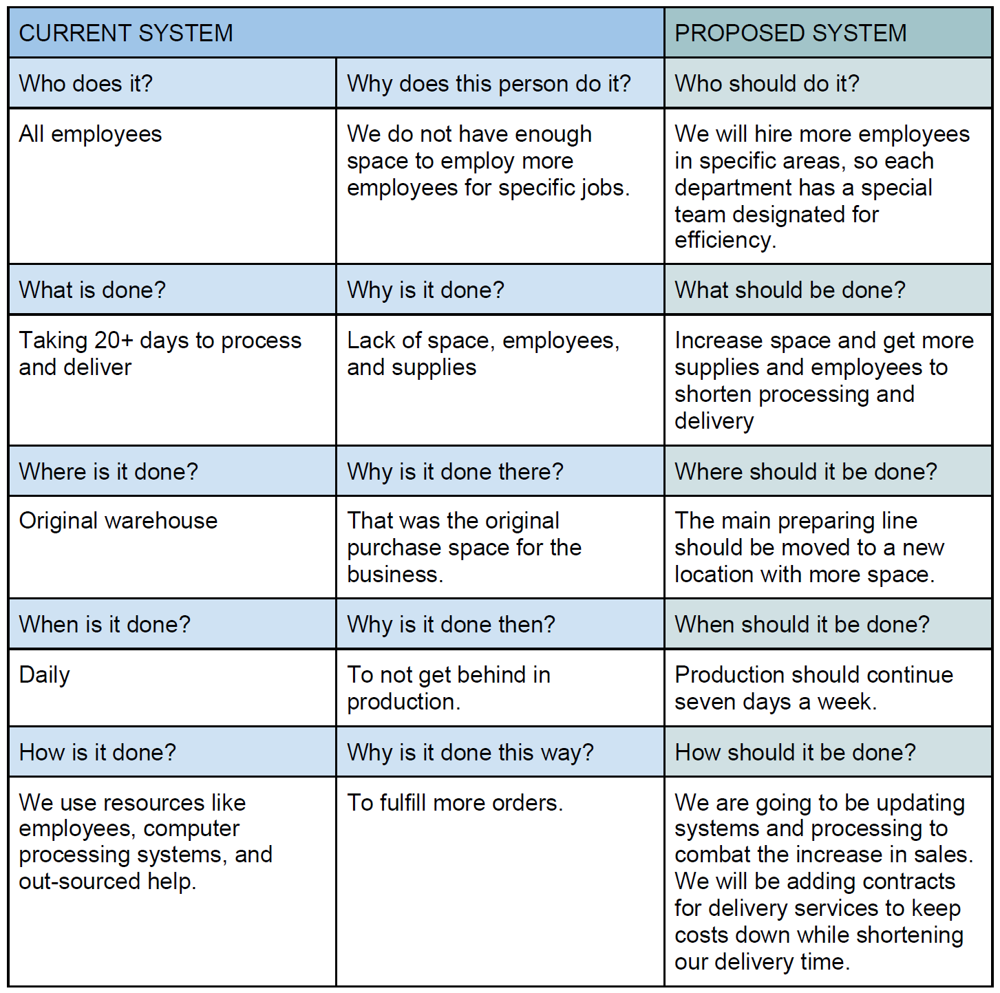 CURRENT SYSTEM
PROPOSED SYSTEM
Who does it?
Why does this person do it?
Who should do it?
All employees
We do not have enough
space to employ more
employees for specific jobs.
We will hire more employees
in specific areas, so each
department has a special
team designated for
efficiency.
What is done?
Why is it done?
What should be done?
Taking 20+ days to process
and deliver
Lack of space, employees,
and supplies
Increase space and get more
supplies and employees to
shorten processing and
delivery
Where is it done?
Why is it done there?
Where should it be done?
Original warehouse
That was the original
purchase space for the
business.
The main preparing line
should be moved to a new
location with more space.
When is it done?
Why is it done then?
When should it be done?
Daily
To not get behind in
production.
Production should continue
seven days a week.
How is it done?
Why is it done this way?
How should it be done?
We use resources like
employees, computer
processing systems, and
out-sourced help.
To fulfill more orders.
We are going to be updating
systems and processing to
combat the increase in sales.
We will be adding contracts
for delivery services to keep
costs down while shortening
our delivery time.